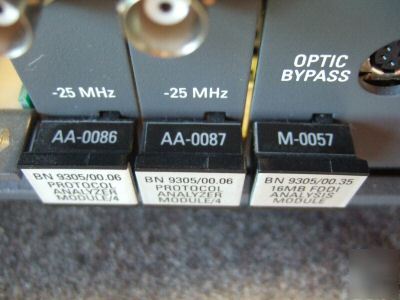 -25 MHz
-25 MHz
OPTIC
BYPASS
AA-0086
AA-0087
M-0057
BN 9305/00.06
PROTOCOL
ANALYZER
MODULE/4
BN 9305/00.06
PROTOCOL
ANALYZER
MODULE/4
BN 9305/00.35
16MB FDDI
ANALYSIS
MODULE